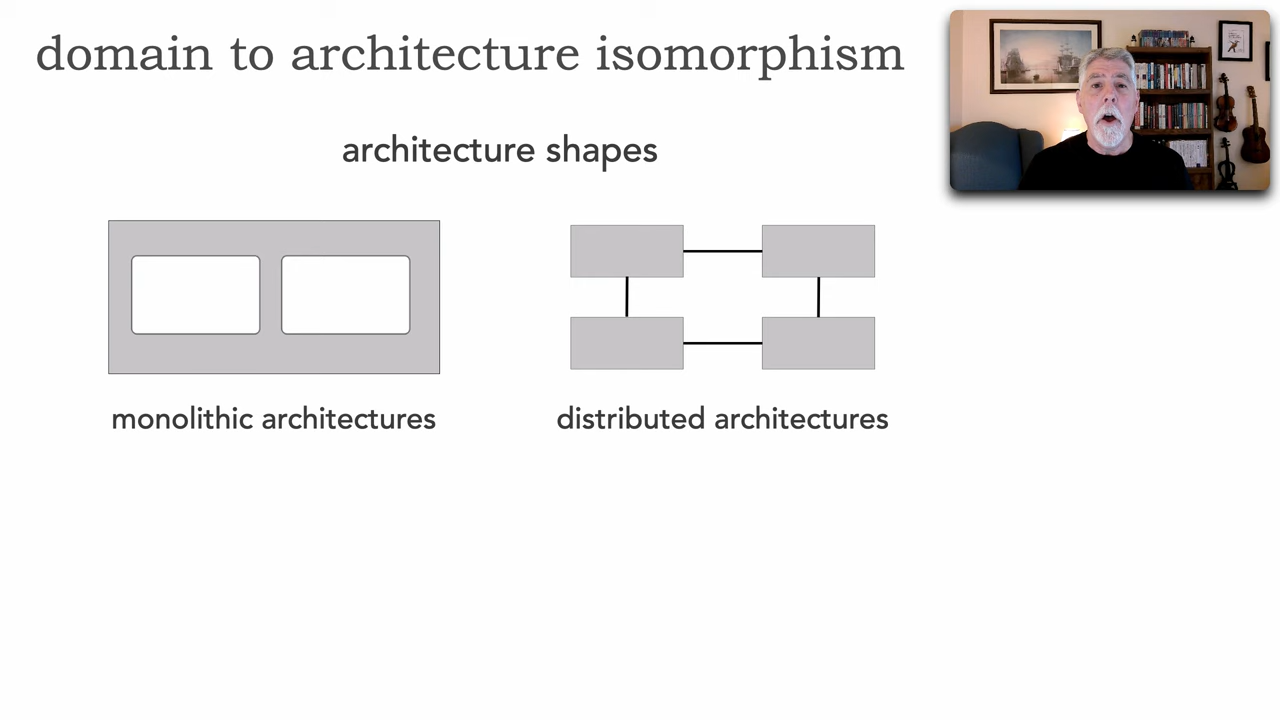 domain to architecture isomorphism
architecture shapes
monolithic architectures
distributed architectures